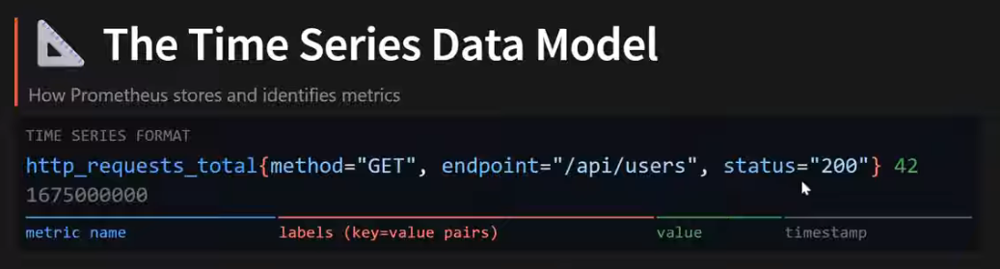 The Time Series Data Model
How Prometheus stores and identifies metrics
TIME SERIES FORMAT
http_requests_total{method="GET", endpoint="/api/users", status="200"} 42
1675000000
metric name labels (key=value pairs) value timestamp